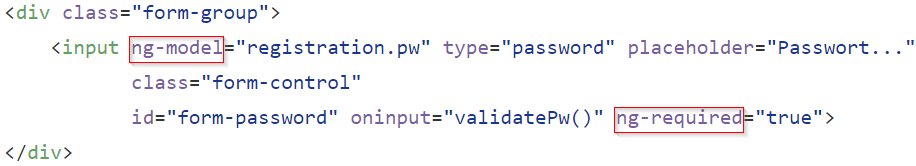 <div class="form-group">
<input ng-model="registration.pw" type="password" placeholder="Passwort..."
class="form-control"
id="form-password" oninput="validatePw()" ng-required="true">
</div>